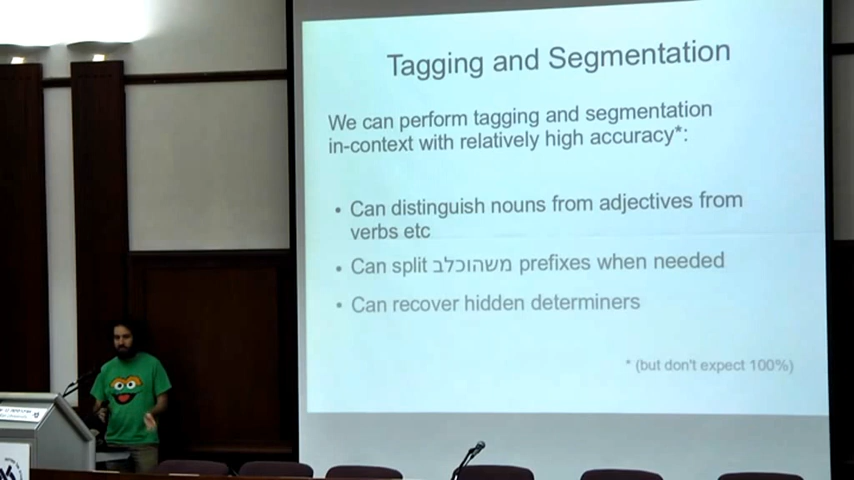 Tagging and Segmentation
We can perform tagging and segmentation
in-context with relatively high accuracy*:
• Can distinguish nouns from adjectives from
verbs etc
• Can split משהוכלב prefixes when needed
• Can recover hidden determiners
* (but don't expect 100%)